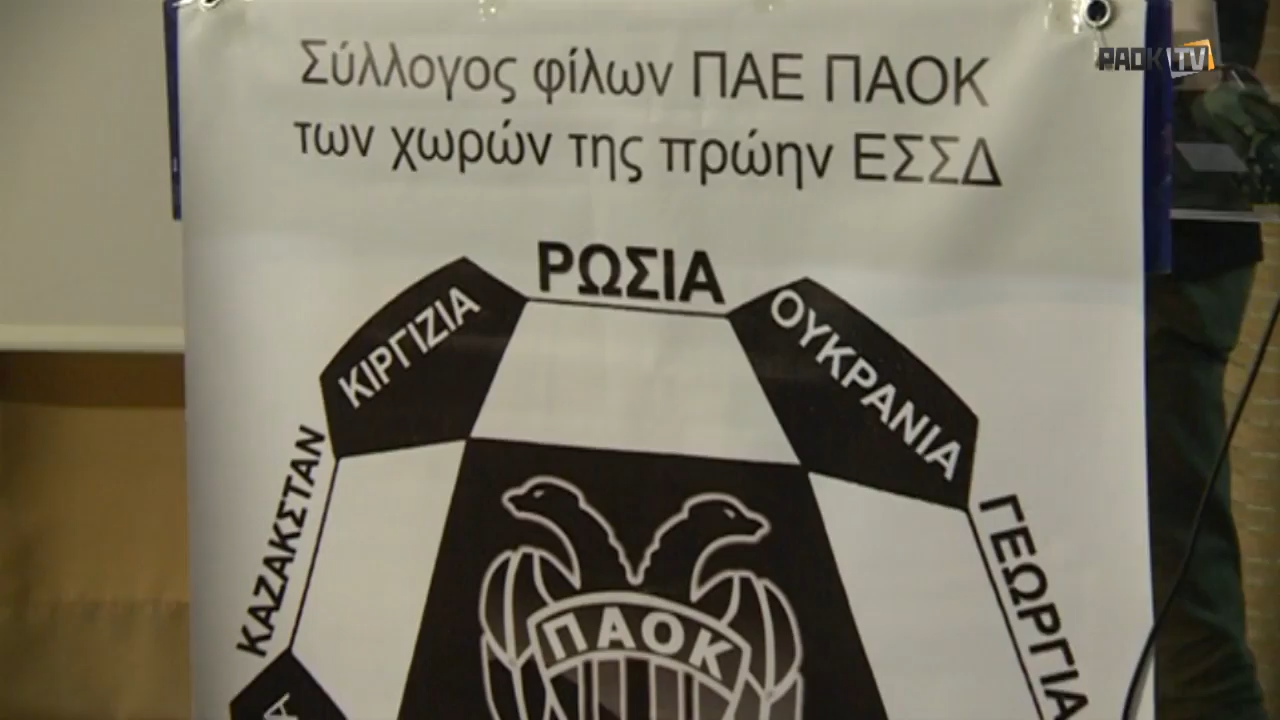 PAOK TV
Σύλλογος φίλων ΠΑΕ ΠΑΟΚ
των χωρών της πρώην ΕΣΣΔ
ΡΩΣΙΑ
ΚΙΡΓΙΖΙΑ
ΟΥΚΡΑΝΙΑ
ΚΑΖΑΚΣΤΑΝ
ΓΕΩΡΓΙΑ
ΠΑΟΚ